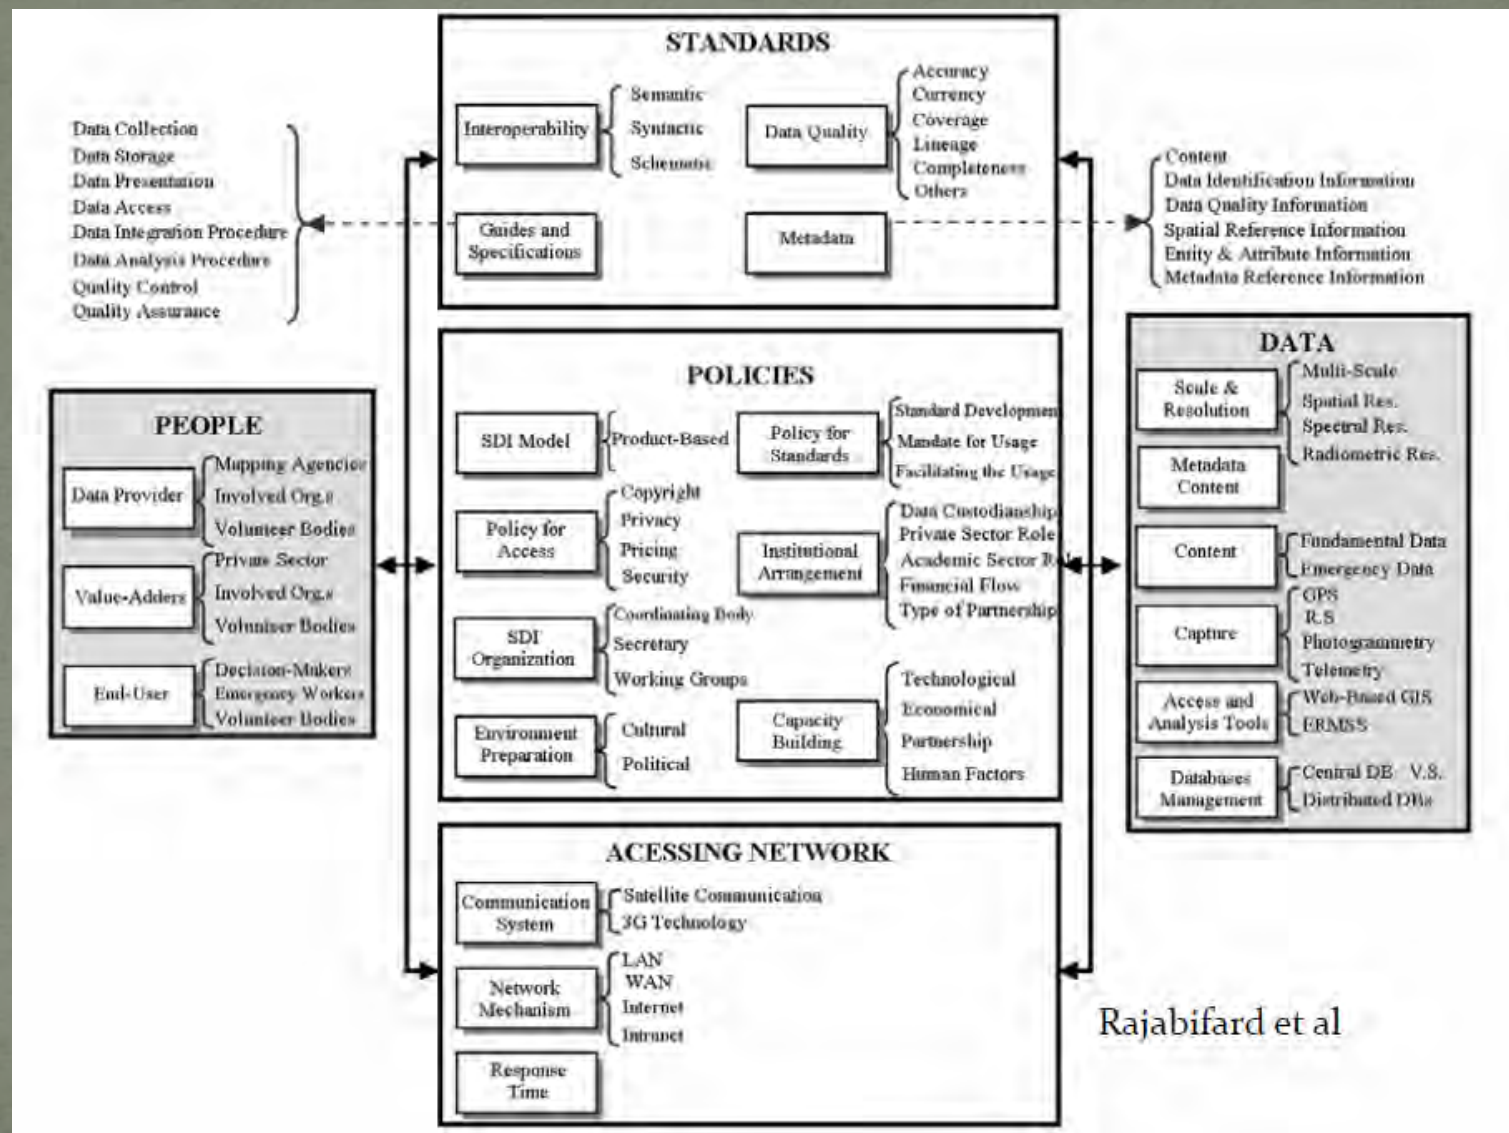 STANDARDS
Interoperability
Semantic
Syntactic
Schematic
Data Quality
Accuracy
Currency
Coverage
Lineage
Completeness
Others
Guides and
Specifications
Metadata
Data Collection
Data Storage
Data Presentation
Data Access
Data Integration Procedure
Data Analysis Procedure
Quality Control
Quality Assurance
Content
Data Identification Information
Data Quality Information
Spatial Reference Information
Entity & Attribute Information
Metadata Reference Information
PEOPLE
Data Provider
Mapping Agencies
Involved Org.s
Volunteer Bodies
Value-Adders
Private Sector
Involved Org.s
Volunteer Bodies
End-User
Decision-Makers
Emergency Workers
Volunteer Bodies
POLICIES
SDI Model
Product-Based
Policy for
Standards
Standard Developmen
Mandate for Usage
Facilitating the Usage
Policy for
Access
Copyright
Privacy
Pricing
Security
Institutional
Arrangement
Data Custodianship
Private Sector Role
Academic Sector R
Financial Flow
Type of Partnership
SDI
Organization
Coordinating Body
Secretary
Working Groups
Capacity
Building
Technological
Economical
Partnership
Human Factors
Environment
Preparation
Cultural
Political
DATA
Scale &
Resolution
Multi-Scale
Spatial Res.
Spectral Res.
Radiometric Res.
Metadata
Content
Content
Fundamental Data
Emergency Data
Capture
GPS
R.S
Photogrammetry
Telemetry
Access and
Analysis Tools
Web-Based GIS
ERMSS
Databases
Management
Central DB V.S.
Distributed DBs
ACESSING NETWORK
Communication
System
Satellite Communication
3G Technology
Network
Mechanism
LAN
WAN
Internet
Intranet
Response
Time
Rajabifard et al